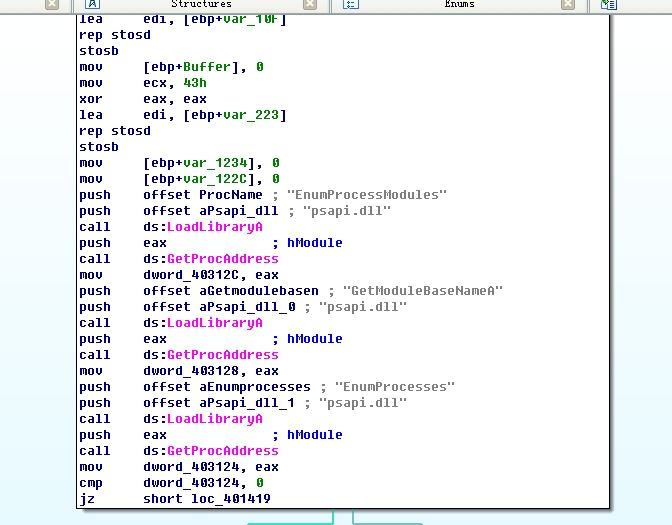 Structures Enums
lea edi, [ebp+var_10F]
rep stosd
stosb
mov [ebp+Buffer], 0
mov ecx, 43h
xor eax, eax
lea edi, [ebp+var_223]
rep stosd
stosb
mov [ebp+var_1234], 0
mov [ebp+var_122C], 0
push offset ProcName ; "EnumProcessModules"
push offset aPsapi_dll ; "psapi.dll"
call ds:LoadLibraryA
push eax ; hModule
call ds:GetProcAddress
mov dword_40312C, eax
push offset aGetmodulebasen ; "GetModuleBaseNameA"
push offset aPsapi_dll_0 ; "psapi.dll"
call ds:LoadLibraryA
push eax ; hModule
call ds:GetProcAddress
mov dword_403128, eax
push offset aEnumprocesses ; "EnumProcesses"
push offset aPsapi_dll_1 ; "psapi.dll"
call ds:LoadLibraryA
push eax ; hModule
call ds:GetProcAddress
mov dword_403124, eax
cmp dword_403124, 0
jz short loc_401419